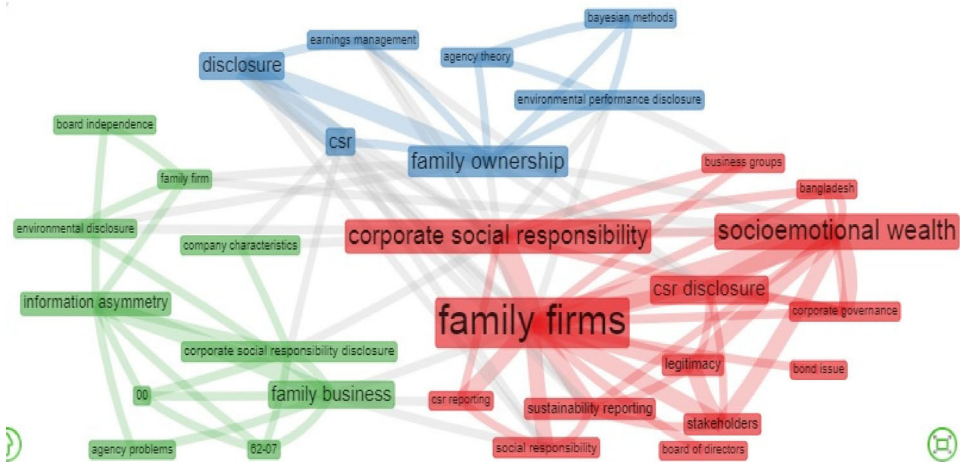 bayesian methods
earnings management
agency theory
disclosure
environmental performance disclosure
board independence
csr
family ownership
business groups
family firm
bangladesh
environmental disclosure
company characteristics
corporate social responsibility
socioemotional wealth
csr disclosure
information asymmetry
family firms
corporate governance
corporate social responsibility disclosure
legitimacy
bond issue
00
family business
csr reporting
sustainability reporting
stakeholders
agency problems
62-07
social responsibility
board of directors